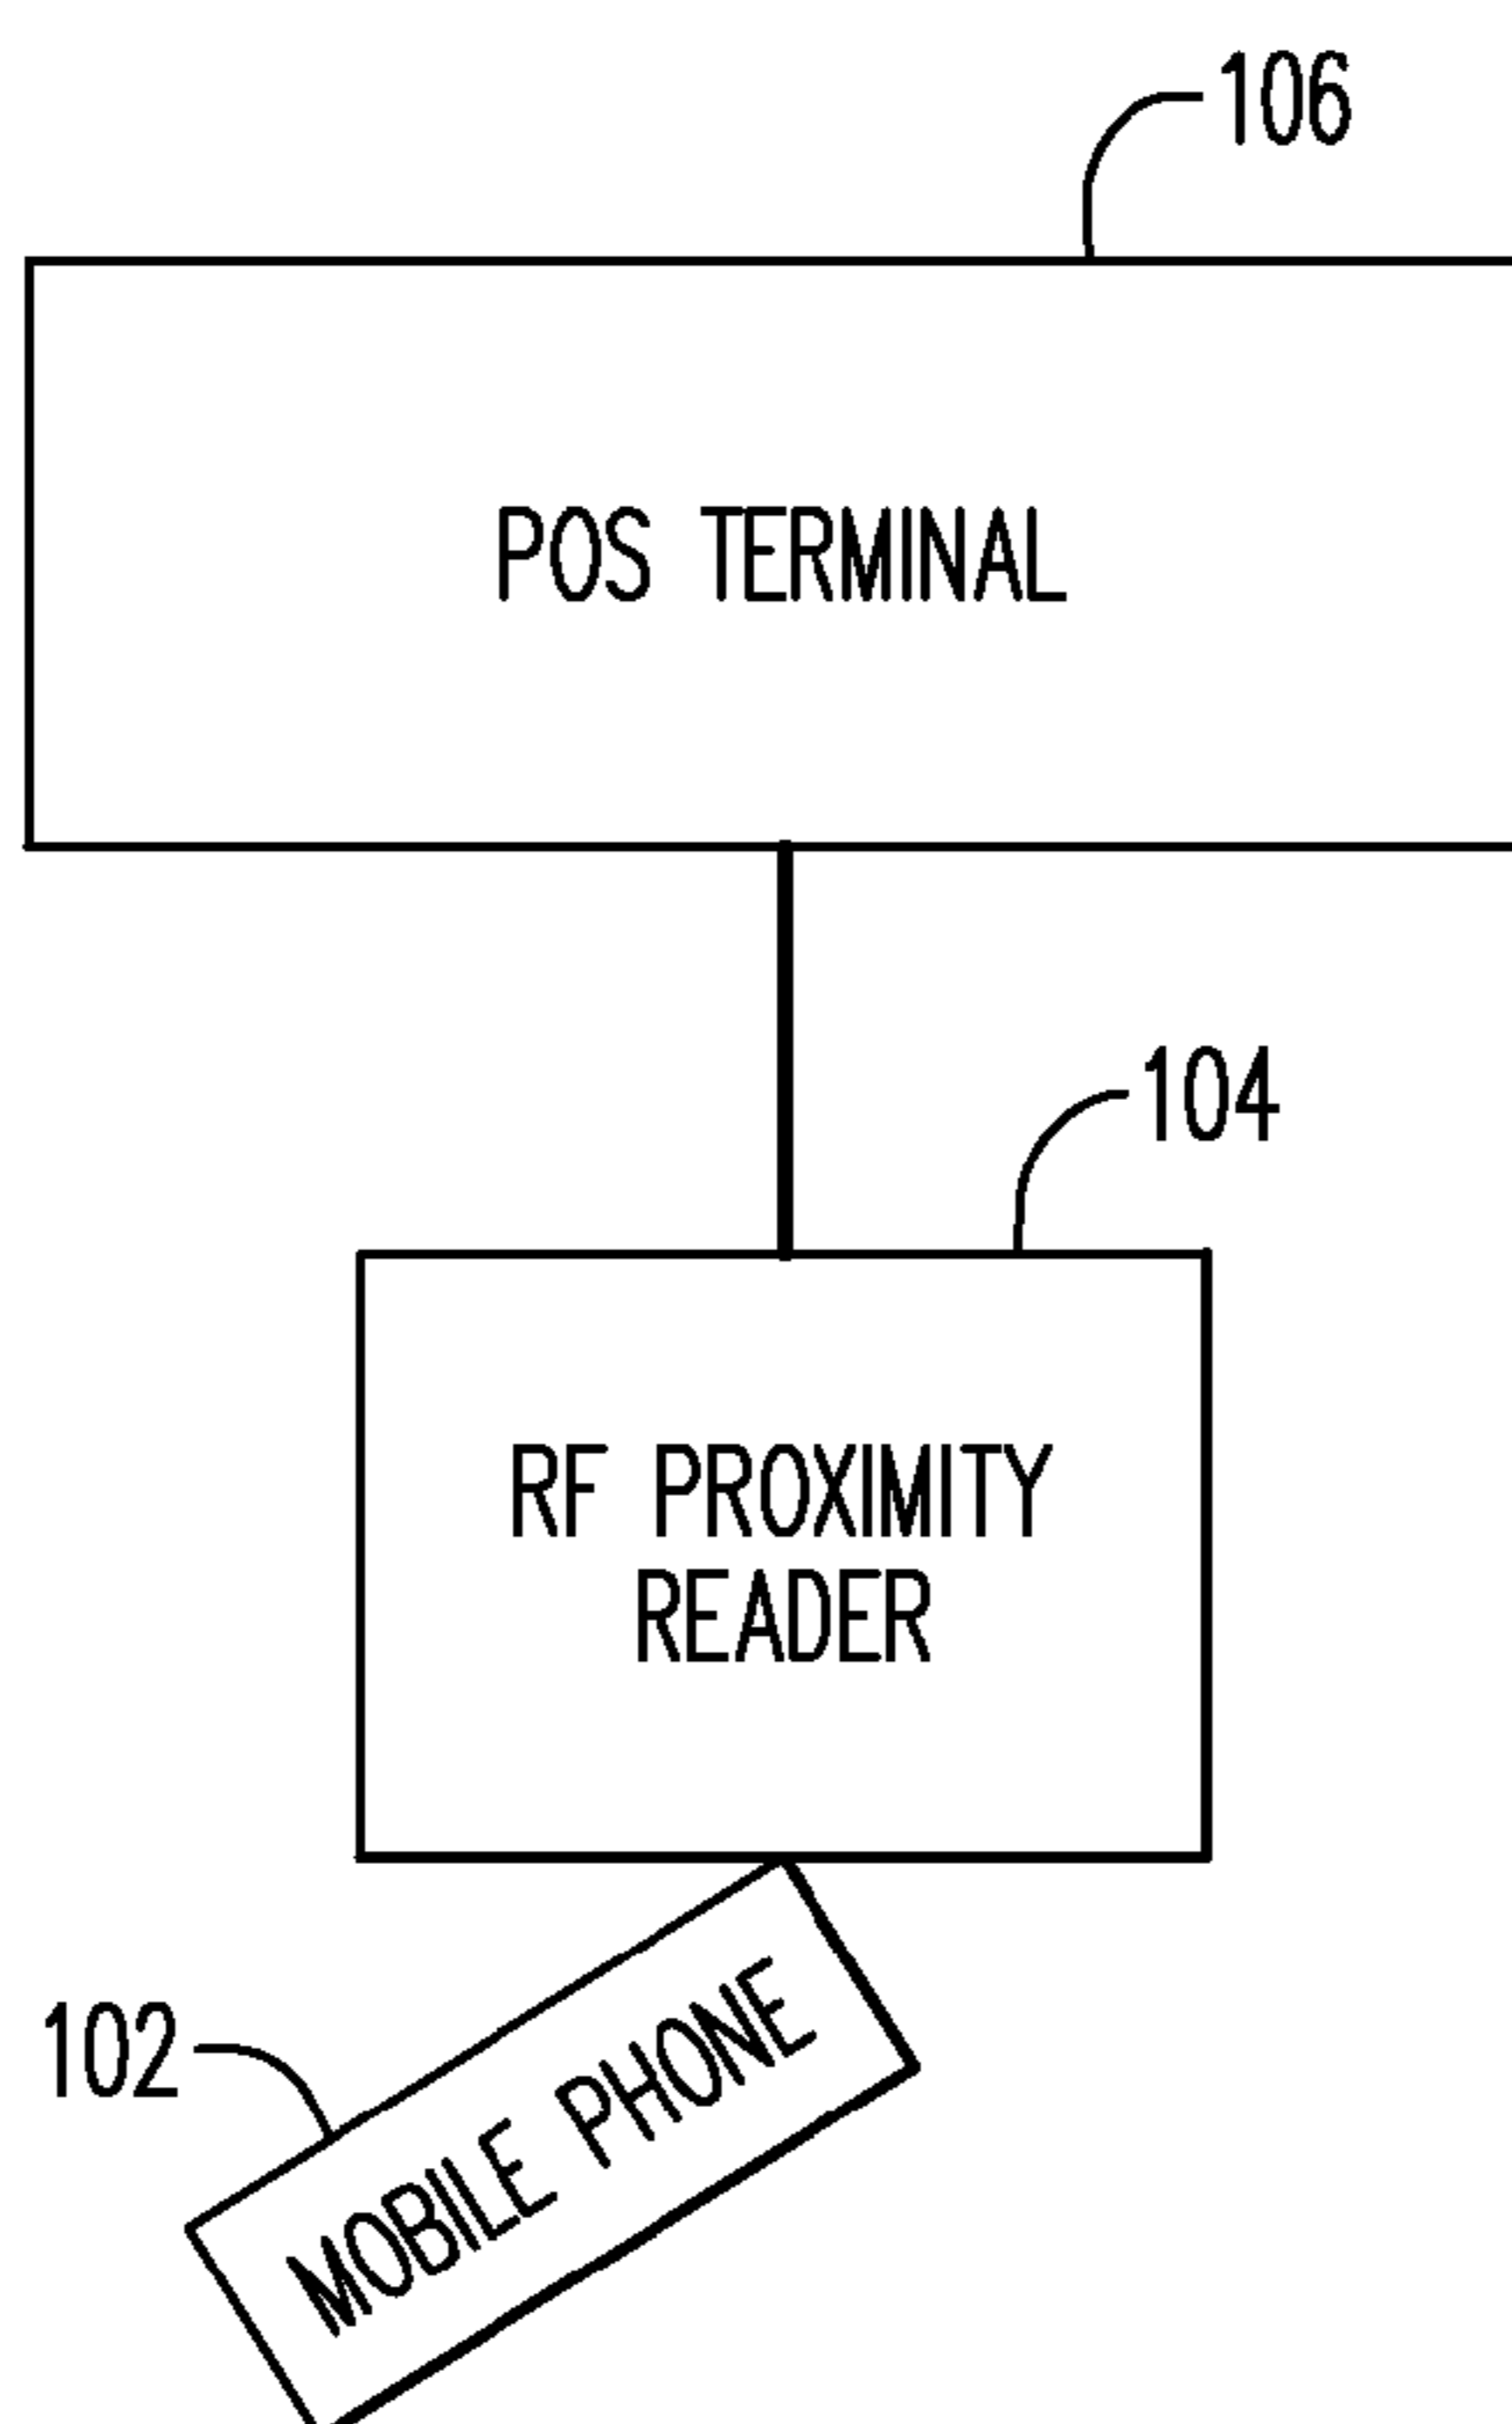 106
POS TERMINAL
104
RF PROXIMITY
READER
102
MOBILE PHONE